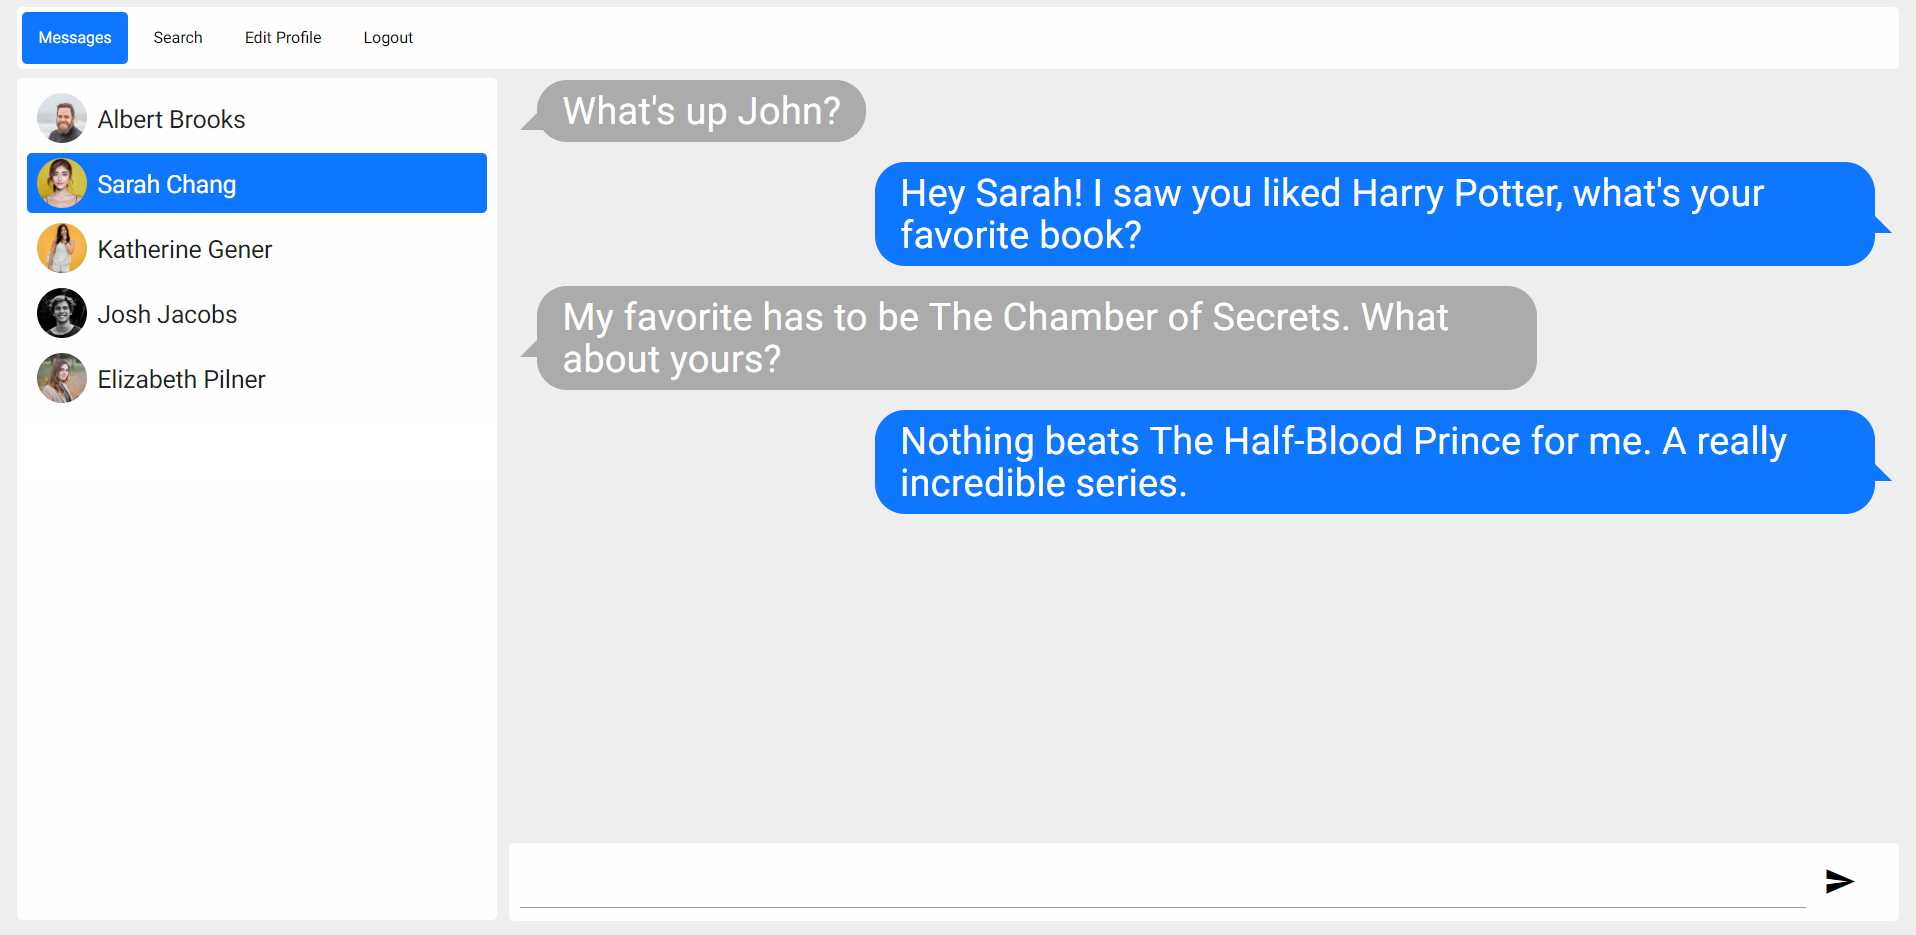 Messages Search Edit Profile Logout
Albert Brooks
Sarah Chang
Katherine Gener
Josh Jacobs
Elizabeth Pilner
What's up John?
Hey Sarah! I saw you liked Harry Potter, what's your
favorite book?
My favorite has to be The Chamber of Secrets. What
about yours?
Nothing beats The Half-Blood Prince for me. A really
incredible series.